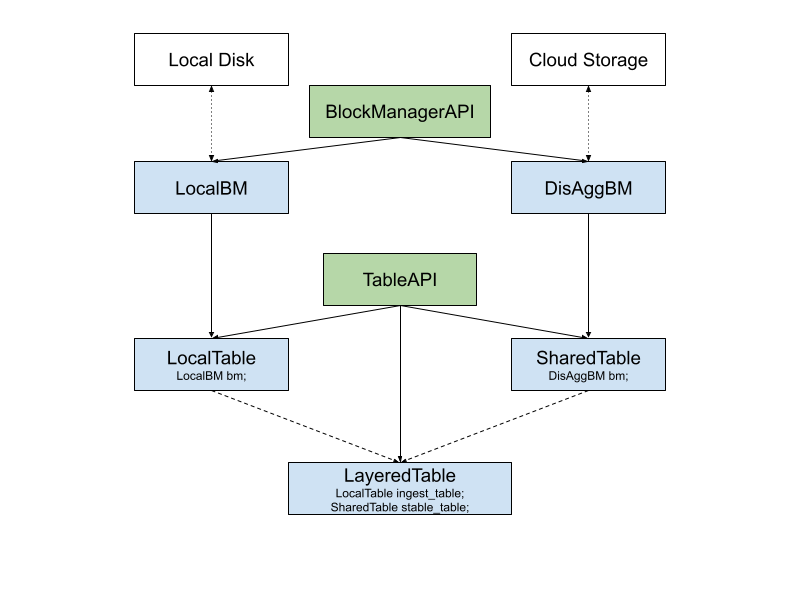 Local Disk
Cloud Storage
BlockManagerAPI
LocalBM
DisAggBM
TableAPI
LocalTable
LocalBM bm;
SharedTable
DisAggBM bm;
LayeredTable
LocalTable ingest_table;
SharedTable stable_table;